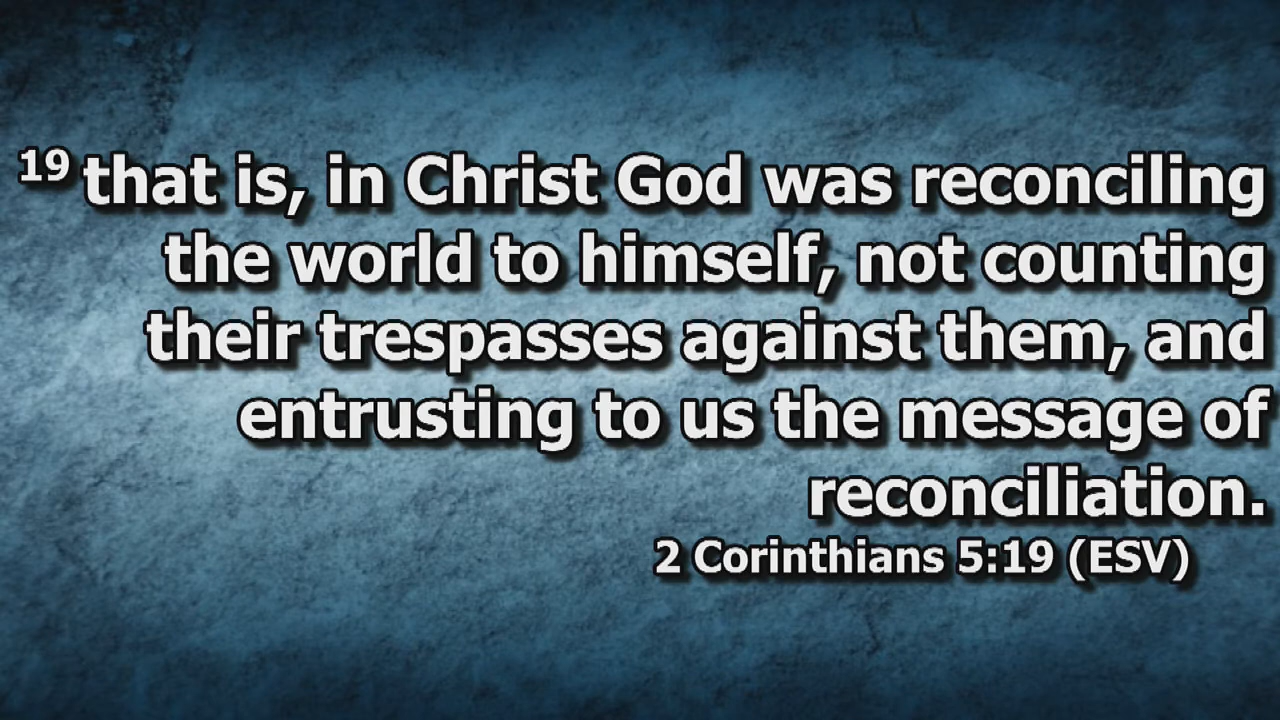 19 that is, in Christ God was reconciling
the world to himself, not counting
their trespasses against them, and
entrusting to us the message of
reconciliation.
2 Corinthians 5:19 (ESV)